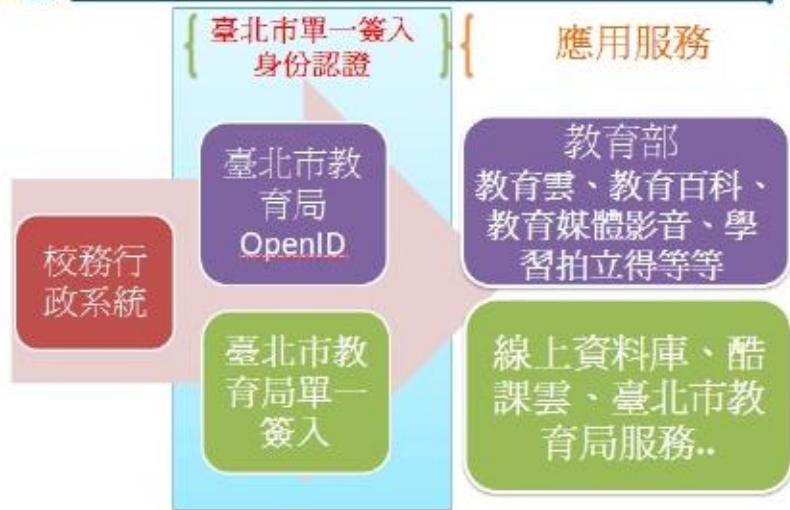 臺北市單一簽入
身份認證
應用服務
校務行
政系統
臺北市教
育局
OpenID
臺北市教
育局單一
簽入
教育部
教育雲、教育百科、
教育媒體影音、學
習拍立得等等
線上資料庫、酷
課雲、臺北市教
育局服務..